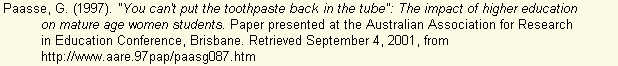 Paasse, G. (1997). "You can't put the toothpaste back in the tube": The impact of higher education
on mature age women students. Paper presented at the Australian Association for Research
in Education Conference, Brisbane. Retrieved September 4, 2001, from
http://www.aare.97pap/paasg087.htm